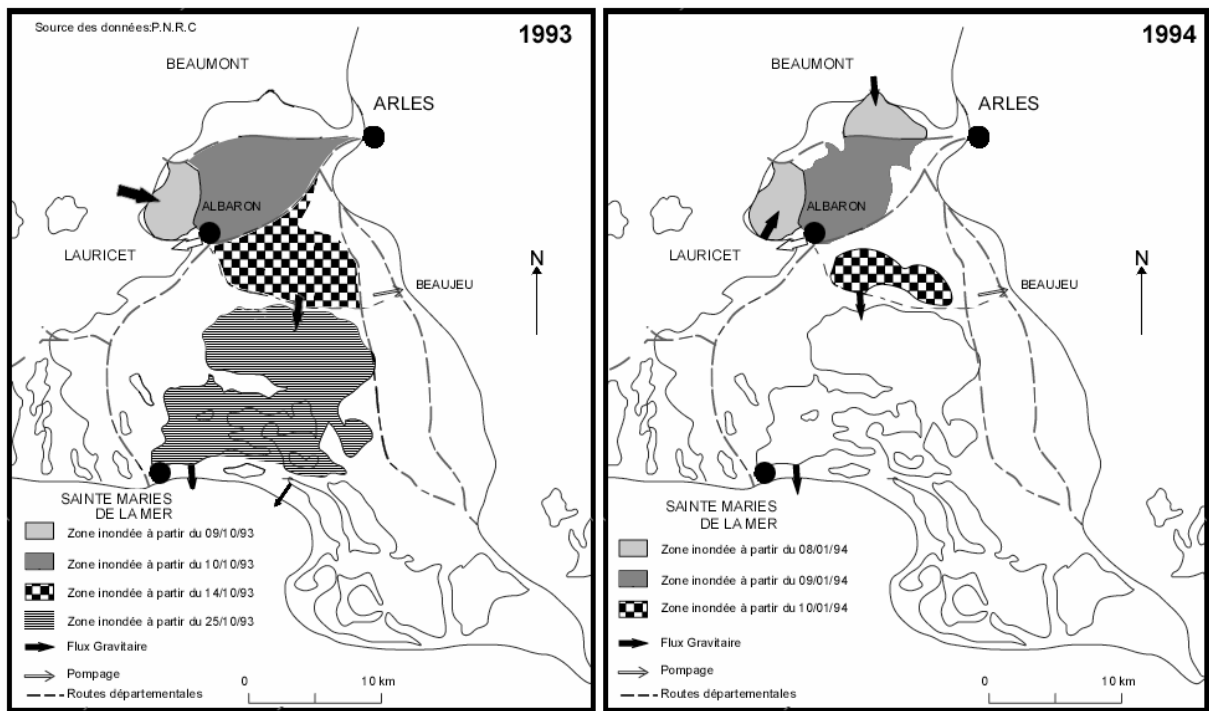 Source des données:P.N.R.C
1993
BEAUMONT
ARLES
ALBARON
LAURICET
N
BEAUJEU
SAINTE MARIES
DE LA MER
Zone inondée à partir du 09/10/93
Zone inondée à partir du 10/10/93
Zone inondée à partir du 14/10/93
Zone inondée à partir du 25/10/93
Flux Gravitaire
Pompage
Routes départementales
0 10 km
1994
BEAUMONT
ARLES
ALBARON
LAURICET
N
BEAUJEU
SAINTE MARIES
DE LA MER
Zone inondée à partir du 08/01/94
Zone inondée à partir du 09/01/94
Zone inondée à partir du 10/01/94
Flux Gravitaire
Pompage
Routes départementales
0 10 km